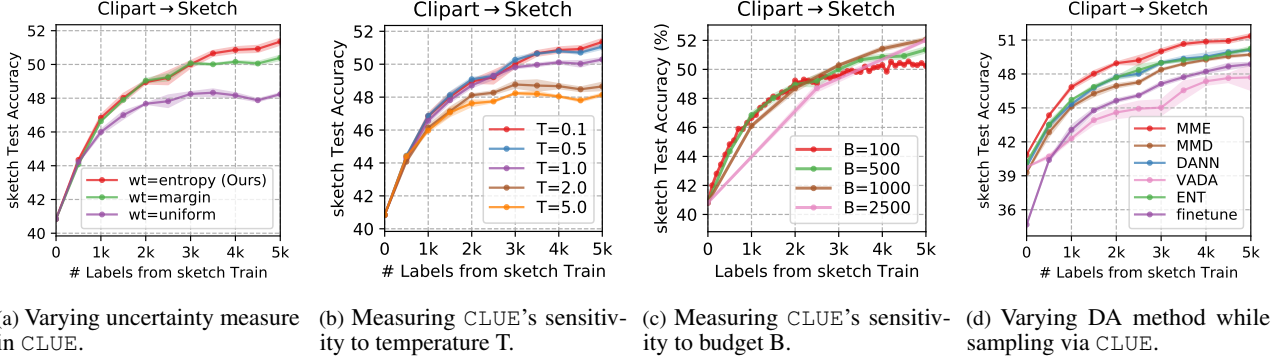 Clipart→Sketch
sketch Test Accuracy
52
50
48
46
44
42
40
0 1k 2k 3k 4k 5k
# Labels from sketch Train
wt=entropy (Ours)
wt=margin
wt=uniform
(a) Varying uncertainty measure
in CLUE.
Clipart→Sketch
sketch Test Accuracy
52
50
48
46
44
42
40
0 1k 2k 3k 4k 5k
# Labels from sketch Train
T=0.1
T=0.5
T=1.0
T=2.0
T=5.0
(b) Measuring CLUE's sensitiv-
ity to temperature T.
Clipart→Sketch
sketch Test Accuracy (%)
52
50
48
46
44
42
40
0 1k 2k 3k 4k 5k
Labels from sketch Train
B=100
B=500
B=1000
B=2500
(c) Measuring CLUE's sensitiv-
ity to budget B.
Clipart→Sketch
sketch Test Accuracy
51
48
45
42
39
36
0 1k 2k 3k 4k 5k
# Labels from sketch Train
MME
MMD
DANN
VADA
ENT
finetune
(d) Varying DA method while
sampling via CLUE.